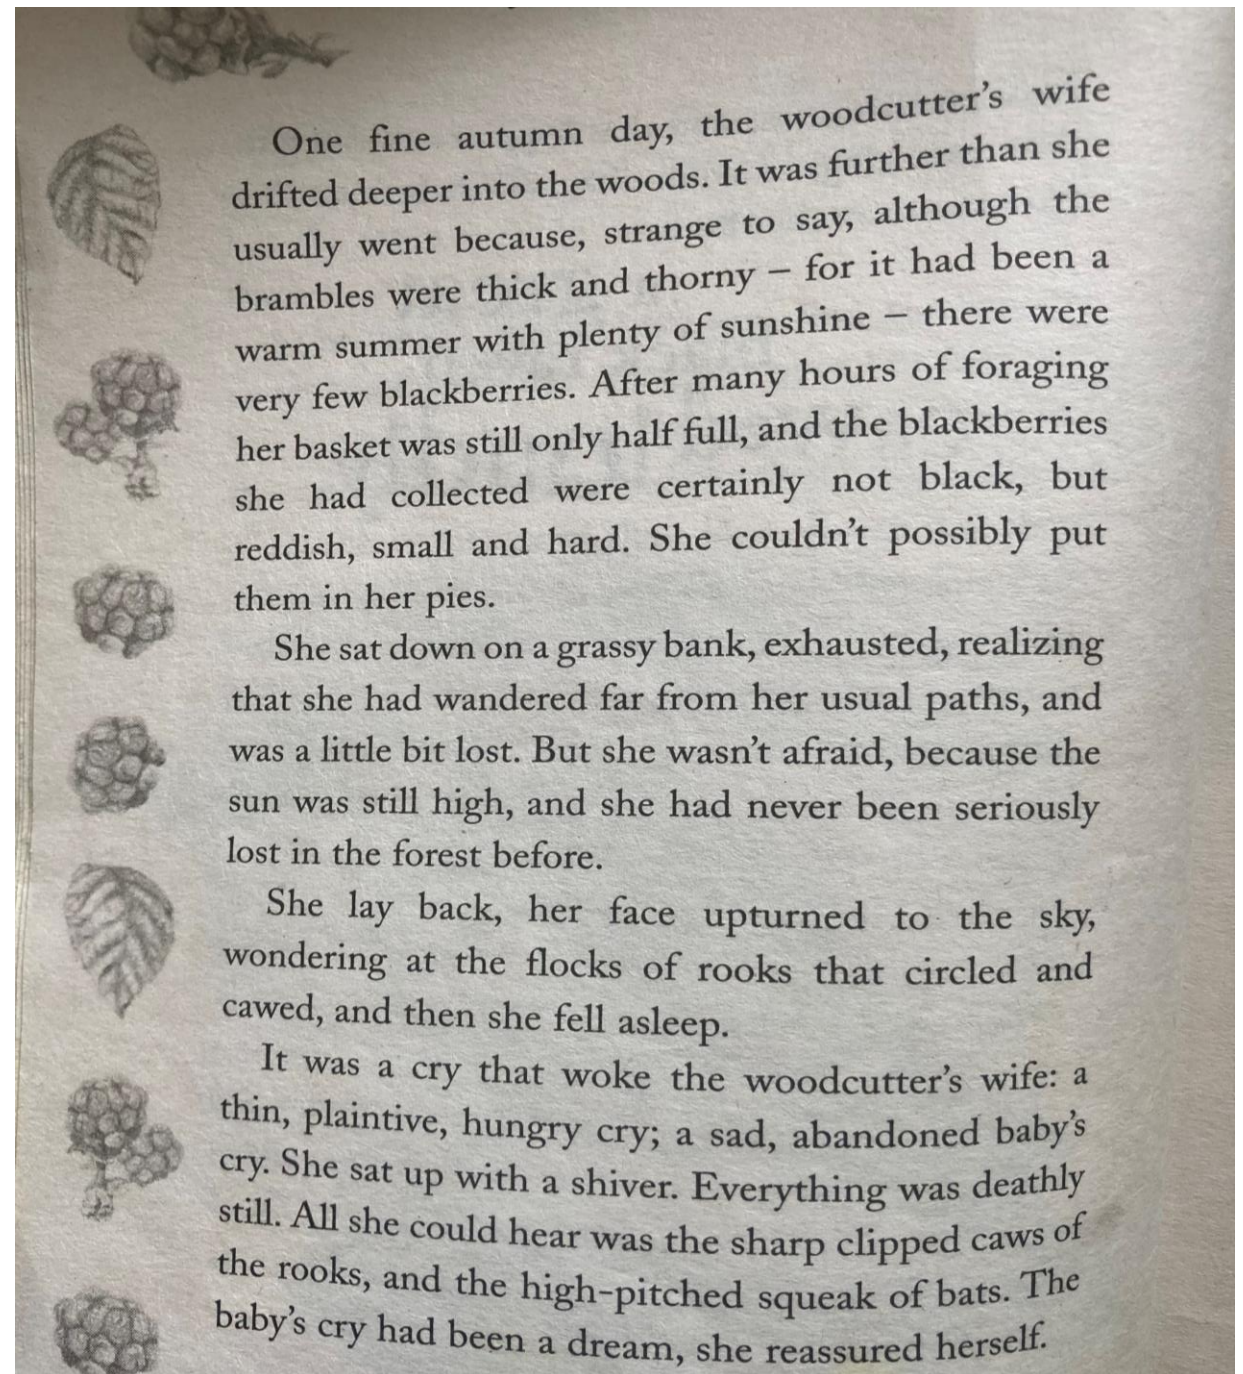 One fine autumn day, the woodcutter's wife
drifted deeper into the woods. It was further than she
usually went because, strange to say, although the
brambles were thick and thorny – for it had been a
warm summer with plenty of sunshine – there were
very few blackberries. After many hours of foraging
her basket was still only half full, and the blackberries
she had collected were certainly not black, but
reddish, small and hard. She couldn't possibly put
them in her pies.
She sat down on a grassy bank, exhausted, realizing
that she had wandered far from her usual paths, and
was a little bit lost. But she wasn't afraid, because the
sun was still high, and she had never been seriously
lost in the forest before.
She lay back, her face upturned to the sky,
wondering at the flocks of rooks that circled and
cawed, and then she fell asleep.
It was a cry that woke the woodcutter's wife: a
thin, plaintive, hungry cry; a sad, abandoned baby's
cry. She sat up with a shiver. Everything was deathly
still. All she could hear was the sharp clipped caws of
the rooks, and the high-pitched squeak of bats. The
baby's cry had been a dream, she reassured herself.